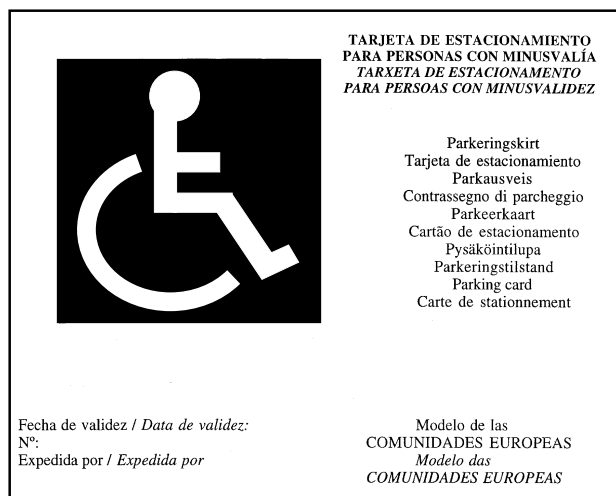 TARJETA DE ESTACIONAMIENTO
PARA PERSONAS CON MINUSVALÍA
TARXETA DE ESTACIONAMENTO
PARA PERSOAS CON MINUSVALIDEZ
Parkeringskirt
Tarjeta de estacionamiento
Parkausveis
Contrassegno di parcheggio
Parkeerkaart
Cartão de estacionamento
Pysäköintilupa
Parkeringstilstand
Parking card
Carte de stationnement
Fecha de validez / Data de validez:
Nº:
Expedida por / Expedida por
Modelo de las
COMUNIDADES EUROPEAS
Modelo das
COMUNIDADES EUROPEAS